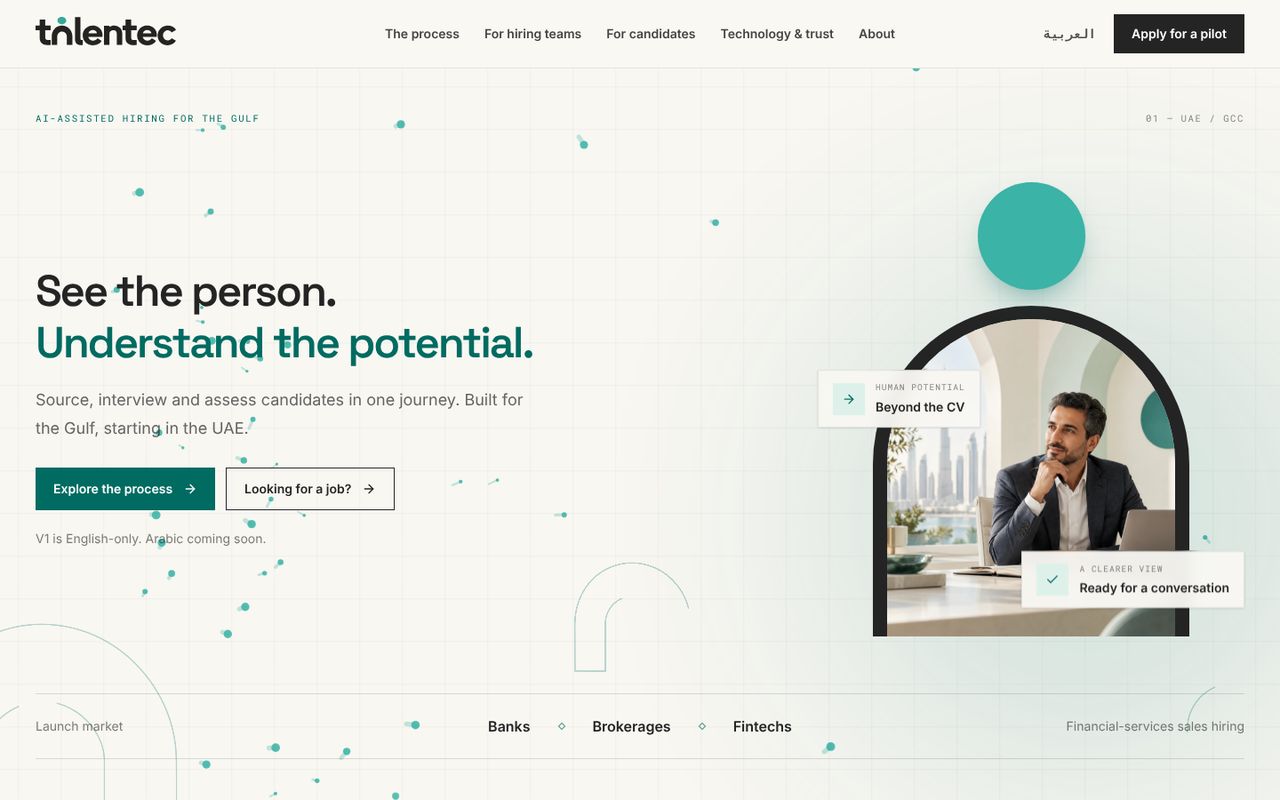 talentec
The process
For hiring teams
For candidates
Technology & trust
About
العربية
Apply for a pilot
AI-ASSISTED HIRING FOR THE GULF
01 — UAE / GCC
See the person.
Understand the potential.
Source, interview and assess candidates in one journey. Built for
the Gulf, starting in the UAE.
Explore the process →
Looking for a job? →
V1 is English-only. Arabic coming soon.
HUMAN POTENTIAL
Beyond the CV
A CLEARER VIEW
Ready for a conversation
Launch market
Banks ◇ Brokerages ◇ Fintechs
Financial-services sales hiring